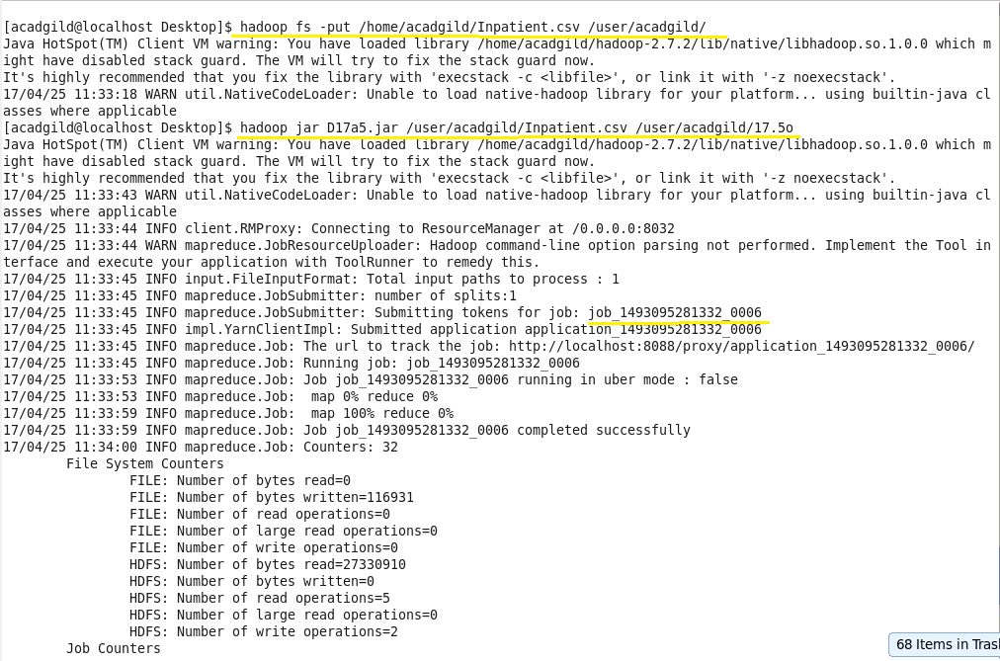 [acadgild@localhost Desktop]$ hadoop fs -put /home/acadgild/Inpatient.csv /user/acadgild/
Java HotSpot(TM) Client VM warning: You have loaded library /home/acadgild/hadoop-2.7.2/lib/native/libhadoop.so.1.0.0 which m
ight have disabled stack guard. The VM will try to fix the stack guard now.
It's highly recommended that you fix the library with 'execstack -c <libfile>', or link it with '-z noexecstack'.
17/04/25 11:33:18 WARN util.NativeCodeLoader: Unable to load native-hadoop library for your platform... using builtin-java cl
asses where applicable
[acadgild@localhost Desktop]$ hadoop jar D17a5.jar /user/acadgild/Inpatient.csv /user/acadgild/17.5o
Java HotSpot(TM) Client VM warning: You have loaded library /home/acadgild/hadoop-2.7.2/lib/native/libhadoop.so.1.0.0 which m
ight have disabled stack guard. The VM will try to fix the stack guard now.
It's highly recommended that you fix the library with 'execstack -c <libfile>', or link it with '-z noexecstack'.
17/04/25 11:33:43 WARN util.NativeCodeLoader: Unable to load native-hadoop library for your platform... using builtin-java cl
asses where applicable
17/04/25 11:33:44 INFO client.RMProxy: Connecting to ResourceManager at /0.0.0.0:8032
17/04/25 11:33:44 WARN mapreduce.JobResourceUploader: Hadoop command-line option parsing not performed. Implement the Tool in
terface and execute your application with ToolRunner to remedy this.
17/04/25 11:33:45 INFO input.FileInputFormat: Total input paths to process : 1
17/04/25 11:33:45 INFO mapreduce.JobSubmitter: number of splits:1
17/04/25 11:33:45 INFO mapreduce.JobSubmitter: Submitting tokens for job: job_1493095281332_0006
17/04/25 11:33:45 INFO impl.YarnClientImpl: Submitted application application_1493095281332_0006
17/04/25 11:33:45 INFO mapreduce.Job: The url to track the job: http://localhost:8088/proxy/application_1493095281332_0006/
17/04/25 11:33:45 INFO mapreduce.Job: Running job: job_1493095281332_0006
17/04/25 11:33:53 INFO mapreduce.Job: Job job_1493095281332_0006 running in uber mode : false
17/04/25 11:33:53 INFO mapreduce.Job:  map 0% reduce 0%
17/04/25 11:33:59 INFO mapreduce.Job:  map 100% reduce 0%
17/04/25 11:33:59 INFO mapreduce.Job: Job job_1493095281332_0006 completed successfully
17/04/25 11:34:00 INFO mapreduce.Job: Counters: 32
File System Counters
FILE: Number of bytes read=0
FILE: Number of bytes written=116931
FILE: Number of read operations=0
FILE: Number of large read operations=0
FILE: Number of write operations=0
HDFS: Number of bytes read=27330910
HDFS: Number of bytes written=0
HDFS: Number of read operations=5
HDFS: Number of large read operations=0
HDFS: Number of write operations=2
Job Counters
68 Items in Tras